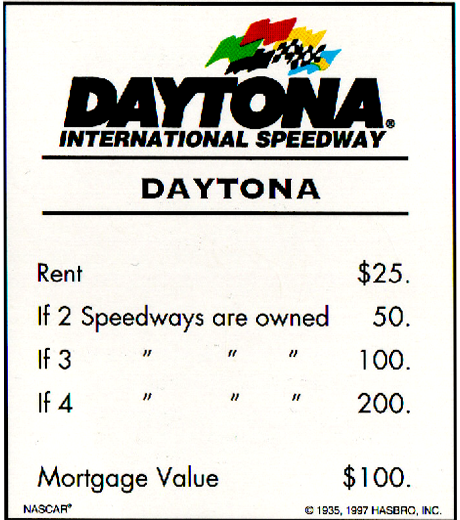 DAYTONA®
INTERNATIONAL SPEEDWAY
DAYTONA
Rent $25.
If 2 Speedways are owned 50.
If 3 " " " 100.
If 4 " " " 200.
Mortgage Value $100.
NASCAR® © 1935, 1997 HASBRO, INC.